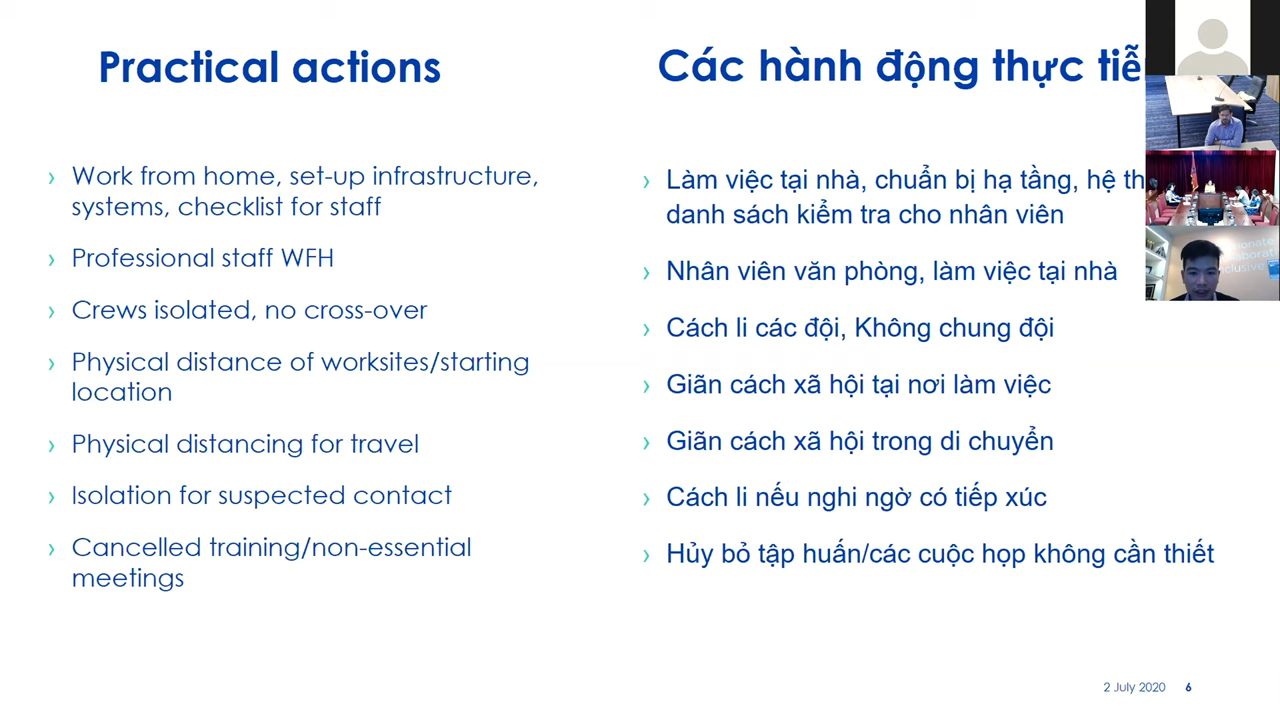 Practical actions
› Work from home, set-up infrastructure,
systems, checklist for staff
› Professional staff WFH
› Crews isolated, no cross-over
› Physical distance of worksites/starting
location
› Physical distancing for travel
› Isolation for suspected contact
› Cancelled training/non-essential
meetings
Các hành động thực
› Làm việc tại nhà, chuẩn bị hạ tầng, hệ
danh sách kiểm tra cho nhân viên
› Nhân viên văn phòng, làm việc tại nhà
› Cách li các đội, Không chung đội
› Giãn cách xã hội tại nơi làm việc
› Giãn cách xã hội trong di chuyển
› Cách li nếu nghi ngờ có tiếp xúc
› Hủy bỏ tập huấn/các cuộc họp không cần thiết
2 July 2020 6